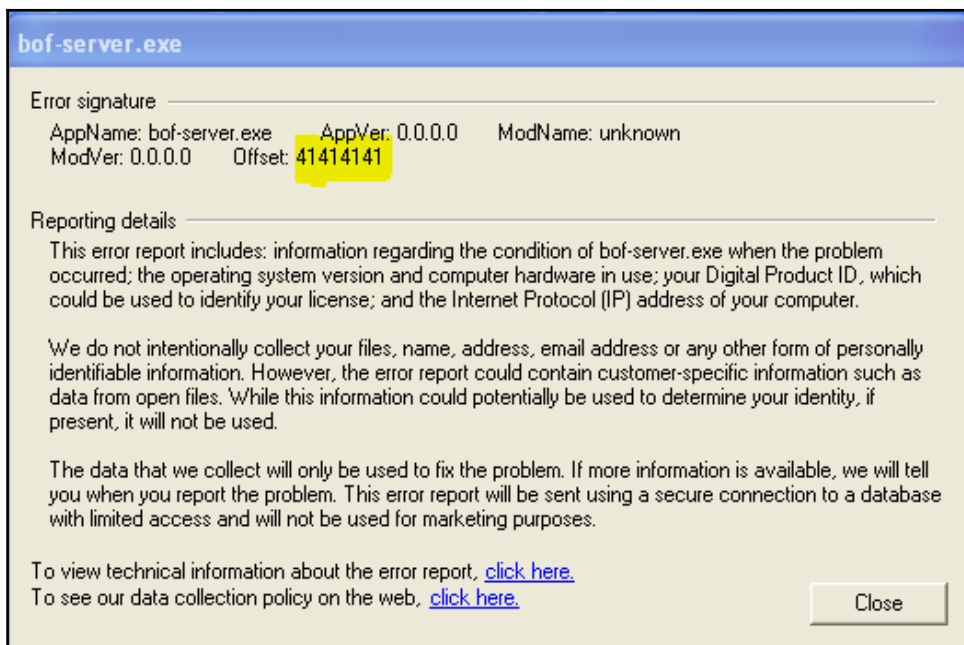 bof-server.exe
Error signature
AppName: bof-server.exe AppVer: 0.0.0.0 ModName: unknown
ModVer: 0.0.0.0 Offset: 41414141
Reporting details
This error report includes: information regarding the condition of bof-server.exe when the problem
occurred; the operating system version and computer hardware in use; your Digital Product ID, which
could be used to identify your license; and the Internet Protocol (IP) address of your computer.
We do not intentionally collect your files, name, address, email address or any other form of personally
identifiable information. However, the error report could contain customer-specific information such as
data from open files. While this information could potentially be used to determine your identity, if
present, it will not be used.
The data that we collect will only be used to fix the problem. If more information is available, we will tell
you when you report the problem. This error report will be sent using a secure connection to a database
with limited access and will not be used for marketing purposes.
To view technical information about the error report, click here.
To see our data collection policy on the web, click here.
Close